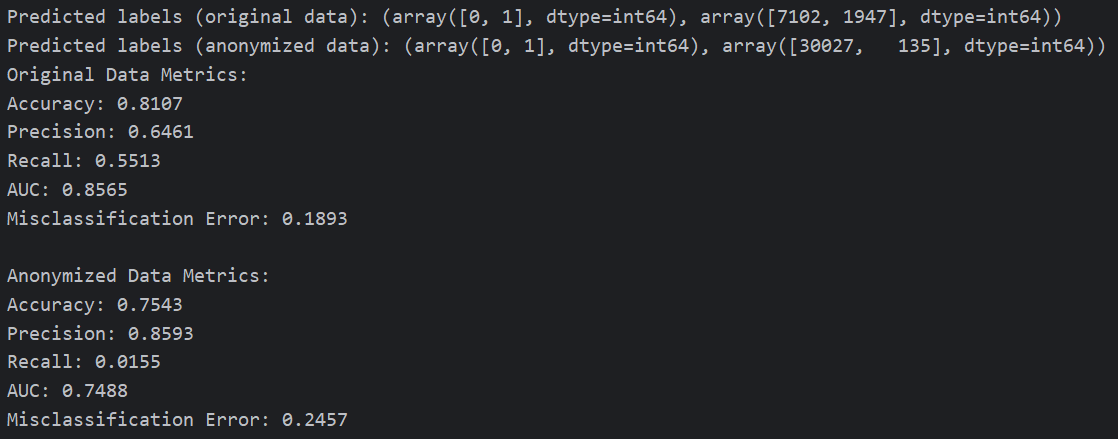 Predicted labels (original data): (array([0, 1], dtype=int64), array([7102, 1947], dtype=int64))
Predicted labels (anonymized data): (array([0, 1], dtype=int64), array([30027,   135], dtype=int64))
Original Data Metrics:
Accuracy: 0.8107
Precision: 0.6461
Recall: 0.5513
AUC: 0.8565
Misclassification Error: 0.1893

Anonymized Data Metrics:
Accuracy: 0.7543
Precision: 0.8593
Recall: 0.0155
AUC: 0.7488
Misclassification Error: 0.2457